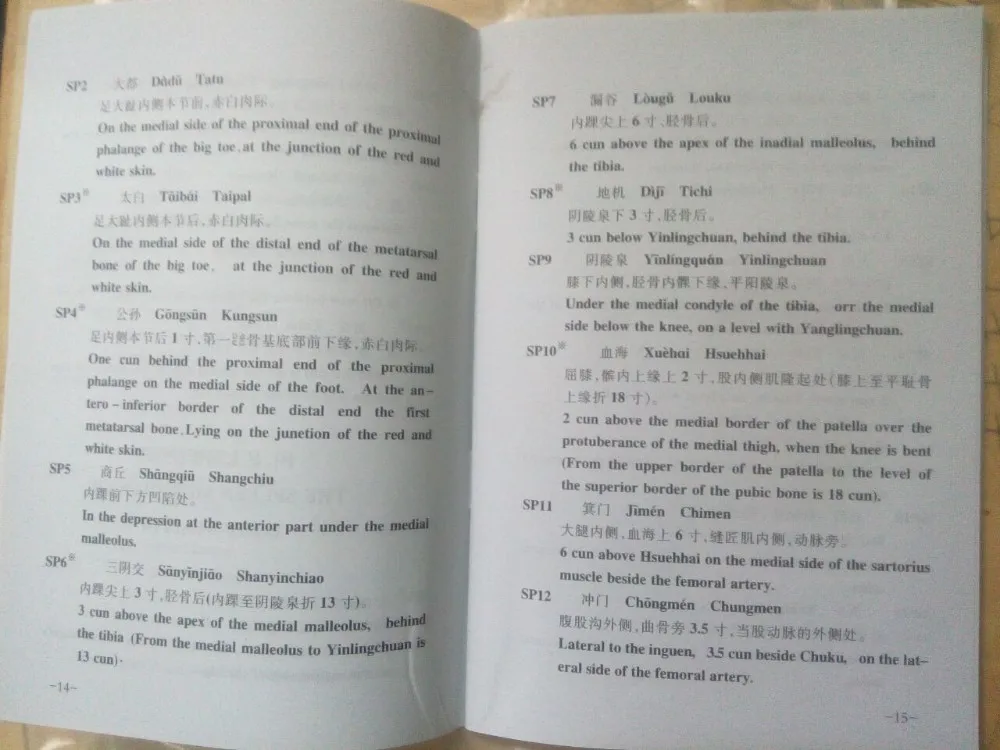 SP2 大都 Dàdū Tatu
足大趾内侧本节前,赤白肉际。
On the medial side of the proximal end of the proximal
phalange of the big toe, at the junction of the red and
white skin.
SP3※ 太白 Tāibái Taipal
足太趾内侧本节后,赤白肉际。
On the medial side of the distal end of the metatarsal
bone of the big toe, at the junction of the red and
white skin.
SP4※ 公孙 Gōngsūn Kungsun
足内侧本节后1寸,第一 骨基底部前下缘,赤白肉际.
One cun behind the proximal end of the proximal
phalange on the medial side of the foot. At the an-
tero-inferior border of the distal end the first
metatarsal bone. Lying on the junetion of the red and
white skin.
SP5 商丘 Shāngqiū Shangchiu
内踝前下方凹陷处。
In the depression at the anterior part under the medial
malleolus.
SP6※ 三阴交 Sānyīnjiāo Shanyinchiao
内踝尖上3寸,胫骨后(内踝至阴陵泉折13寸)。
3 cun above the apex of the medial malleolus, behind
the tibia (From the medial malleolus to Yinlingchuan is
13 cun).
-14-
SP7 漏谷 Lòugǔ Louku
内踝尖上6寸、胫骨后。
6 cun above the apex of the inadial malleolus, behind
the tibia.
SP8※ 地机 Dìjī Tichi
阴陵泉下3寸,胫骨后。
3 cun below Yinlingchuan, behind the tibia.
SP9 阴陵泉 Yīnlíngquán Yinlingchuan
膝下内侧,胫骨内髁下缘,平阳陵泉。
Under the medial condyle of the tibia, orr the medial
side below the knee, on a level with Yanglingchuan.
SP10※ 血海 Xuèhai Hsuehhai
屈膝,髌内上缘上2寸,股内侧肌隆起处(膝上至平耻骨
上缘折18寸)。
2 cun above the medial border of the patella over the
protuberance of the medial thigh, when the knee is bent
(From the upper border of the patella to the level of
the superior border of the pubic bone is 18 cun).
SP11 箕门 Jīmén Chimen
大腿内侧,血海上6寸,缝匠肌内侧、动脉旁。
6 cun above Hsuehhai on the medial side of the sartorius
muscle beside the femoral artery.
SP12 冲门 Chōngmén Chungmen
腹股沟外侧,曲骨旁3.5寸,当股动脉的外侧处。
Lateral to the inguen, 3.5 cun beside Chuku, on the lat-
eral side of the femoral artery.
-15-